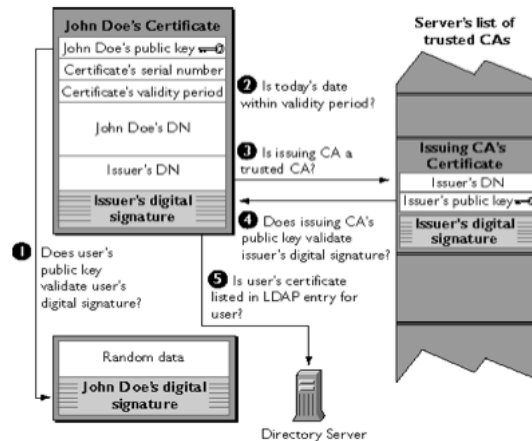 John Doe's Certificate
John Doe's public key
Certificate's serial number
Certificate's validity period
John Doe's DN
Issuer's DN
Issuer's digital
signature
Server's list of
trusted CAs
2 Is today's date
within validity period?
3 Is issuing CA a
trusted CA?
Issuing CA's
Certificate
Issuer's DN
Issuer's public key
Issuer's digital
signature
4 Does issuing CA's
public key validate
issuer's digital signature?
1 Does user's
public key
validate user's
digital signature?
5 Is user's certificate
listed in LDAP entry for
user?
Random data
John Doe's digital
signature
Directory Server